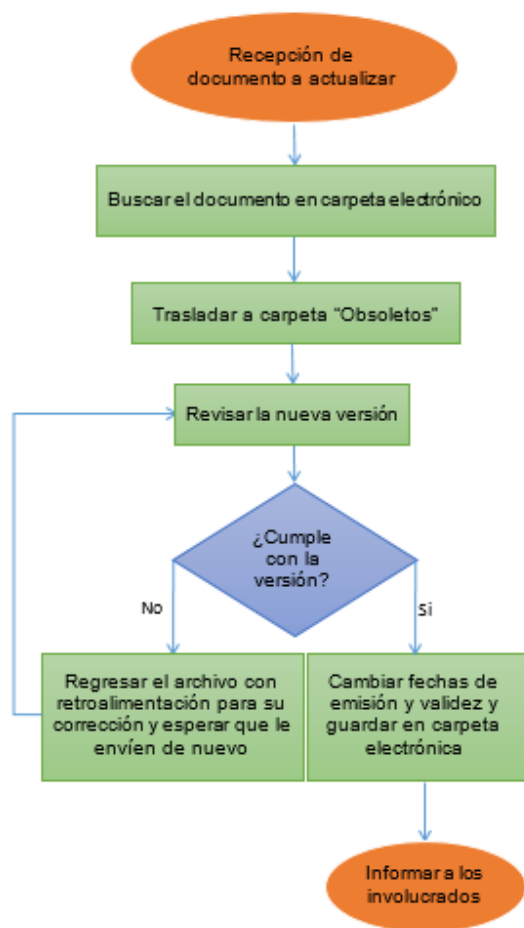 Recepción de
documento a actualizar
Buscar el documento en carpeta electrónico
Trasladar a carpeta "Obsoletos"
Revisar la nueva versión
¿Cumple
con la
versión?
No
Si
Regresar el archivo con
retroalimentación para su
corrección y esperar que le
envíen de nuevo
Cambiar fechas de
emisión y validez y
guardar en carpeta
electrónica
Informar a los
involucrados